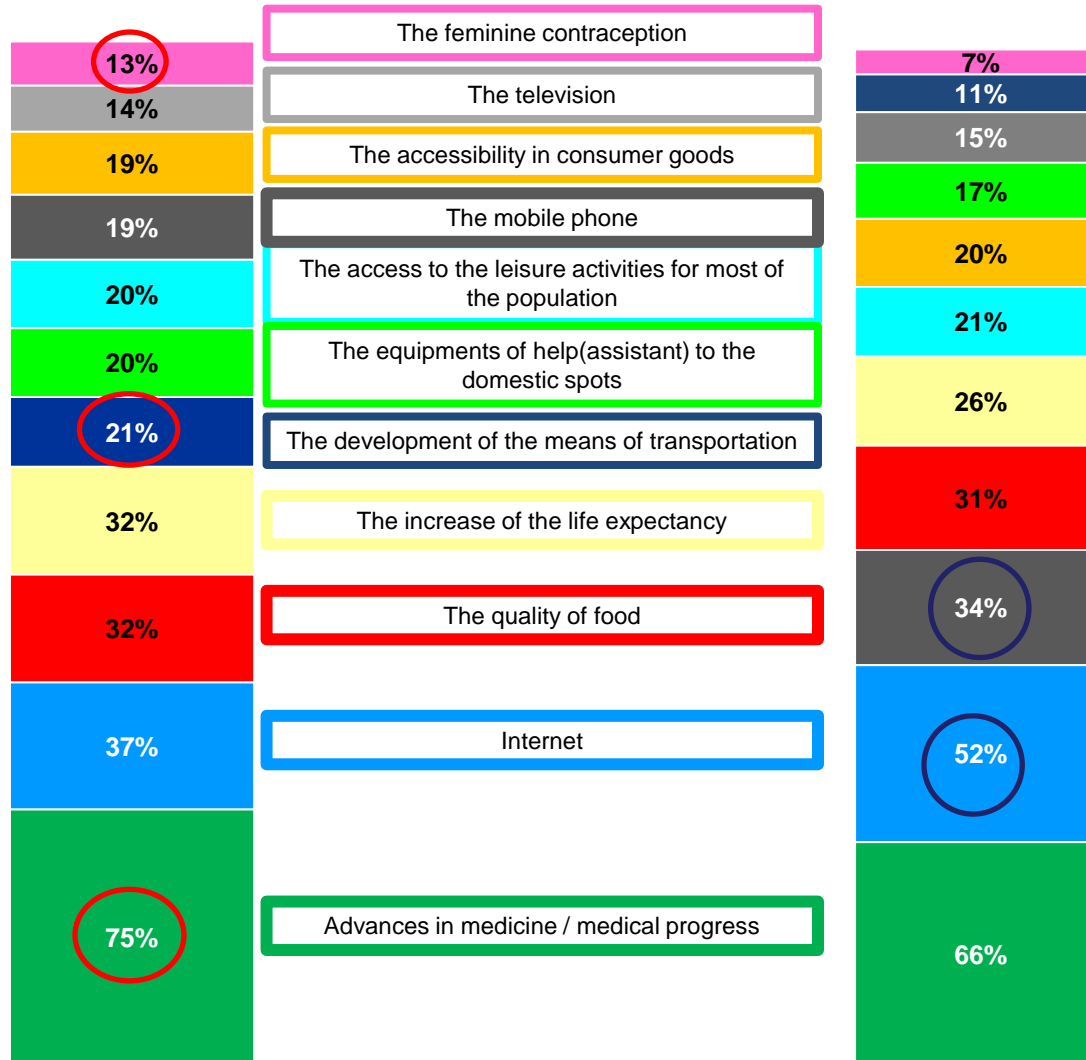 The feminine contraception
13%
7%
The television
14%
11%
15%
The accessibility in consumer goods
19%
17%
The mobile phone
19%
20%
The access to the leisure activities for most of
the population
20%
21%
The equipments of help(assistant) to the
domestic spots
20%
26%
The development of the means of transportation
21%
The increase of the life expectancy
32%
31%
The quality of food
32%
34%
Internet
37%
52%
Advances in medicine / medical progress
75%
66%